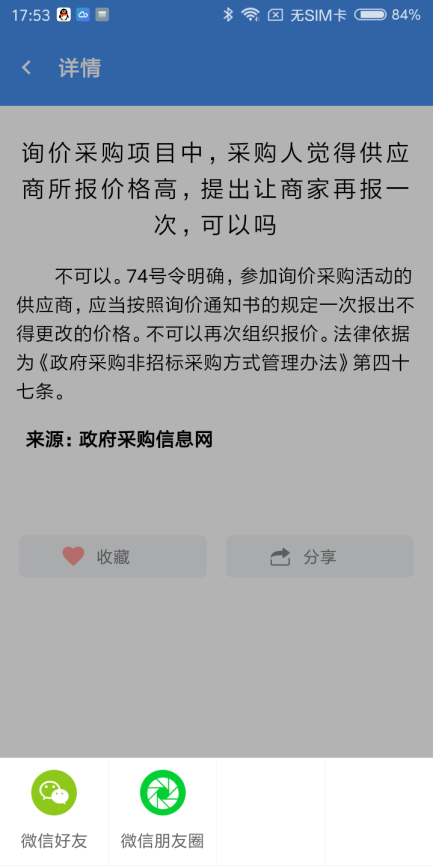 17:53 无SIM卡 84%
详情
询价采购项目中，采购人觉得供应
商所报价格高，提出让商家再报一
次，可以吗
不可以。74号令明确，参加询价采购活动的
供应商，应当按照询价通知书的规定一次报出不
得更改的价格。不可以再次组织报价。法律依据
为《政府采购非招标采购方式管理办法》第四十
七条。
来源：政府采购信息网
收藏 分享
微信好友 微信朋友圈